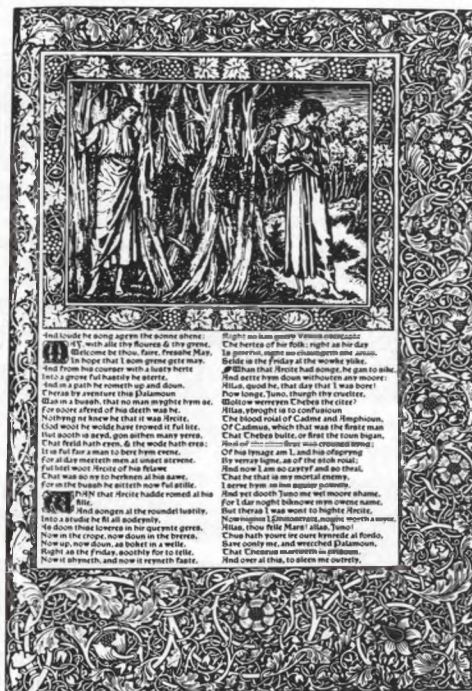 And loude he song ageyn the sonne shene:
MAY, with alle thy floures & thy grene,
Welcome be thou, faire, fresshe May,
In hope that I som grene gete may.
And from his courser with a lusty herte
Into a grove ful hastily he sterte,
And in a path he rometh up and doun,
Theras by aventure this Palamoun
Was in a bussh, that no man myghte hym se,
For soore afered of his deeth was he.
Nothyng ne knew he that it was Arcite,
God woot he wolde have trowed it ful lite.
But sooth is seyd, gon sithen many yeres,
That feeld hath eyen, & the wode hath eres;
It is ful fair a man to bere hym evene,
For al day meeteth men at unset stevene.
Ful litel woot Arcite of his felawe
That was so ny to herknen al his sawe,
For in the bussh he sitteth now ful stille.
WHAN that Arcite hadde romed al his
fille,
And songen al the roundel lustily,
Into a studie he fil al sodeynly,
As doon thise loveres in hir queynte geres,
Now in the crope, now doun in the breres,
Now up, now doun, as boket in a welle.
Right as the Friday, soothly for to telle,
Now it shyneth, and now it reyneth faste,
Right
The hertes of hir folk; right as hir day
Is
Selde is the Friday al the wowke ylike.
Whan that Arcite had songe, he gan to sike,
And sette hym doun withouten any moore:
Allas, quod he, that day that I was bore!
How longe, Juno, thurgh thy crueltee,
Woltow werreyen Thebes the citee?
Allas, ybroght is to confusioun
The blood roial of Cadme and Amphioun,
Of Cadmus, which that was the firste man
That Thebes bulte, or first the toun bigan,
And of the first was crouned kyng;
Of his lynage am I, and his ofspryng
By verray ligne, as of the stok roial;
And now I am so caytyf and so thral,
That he that is my mortal enemy,
I serve hym as his squier povrely.
And yet dooth Juno me wel moore shame,
For I dar noght biknowe myn owene name,
But theras I was wont to highte Arcite,
Now highte I Philostrate, noght worth a myte.
Allas, thou felle Mars! allas, Juno!
Thus hath youre ire oure kynrede al fordo,
Save oonly me, and wrecched Palamoun,
That Theseus martireth in prisoun.
And over al this, to sleen me outrely,